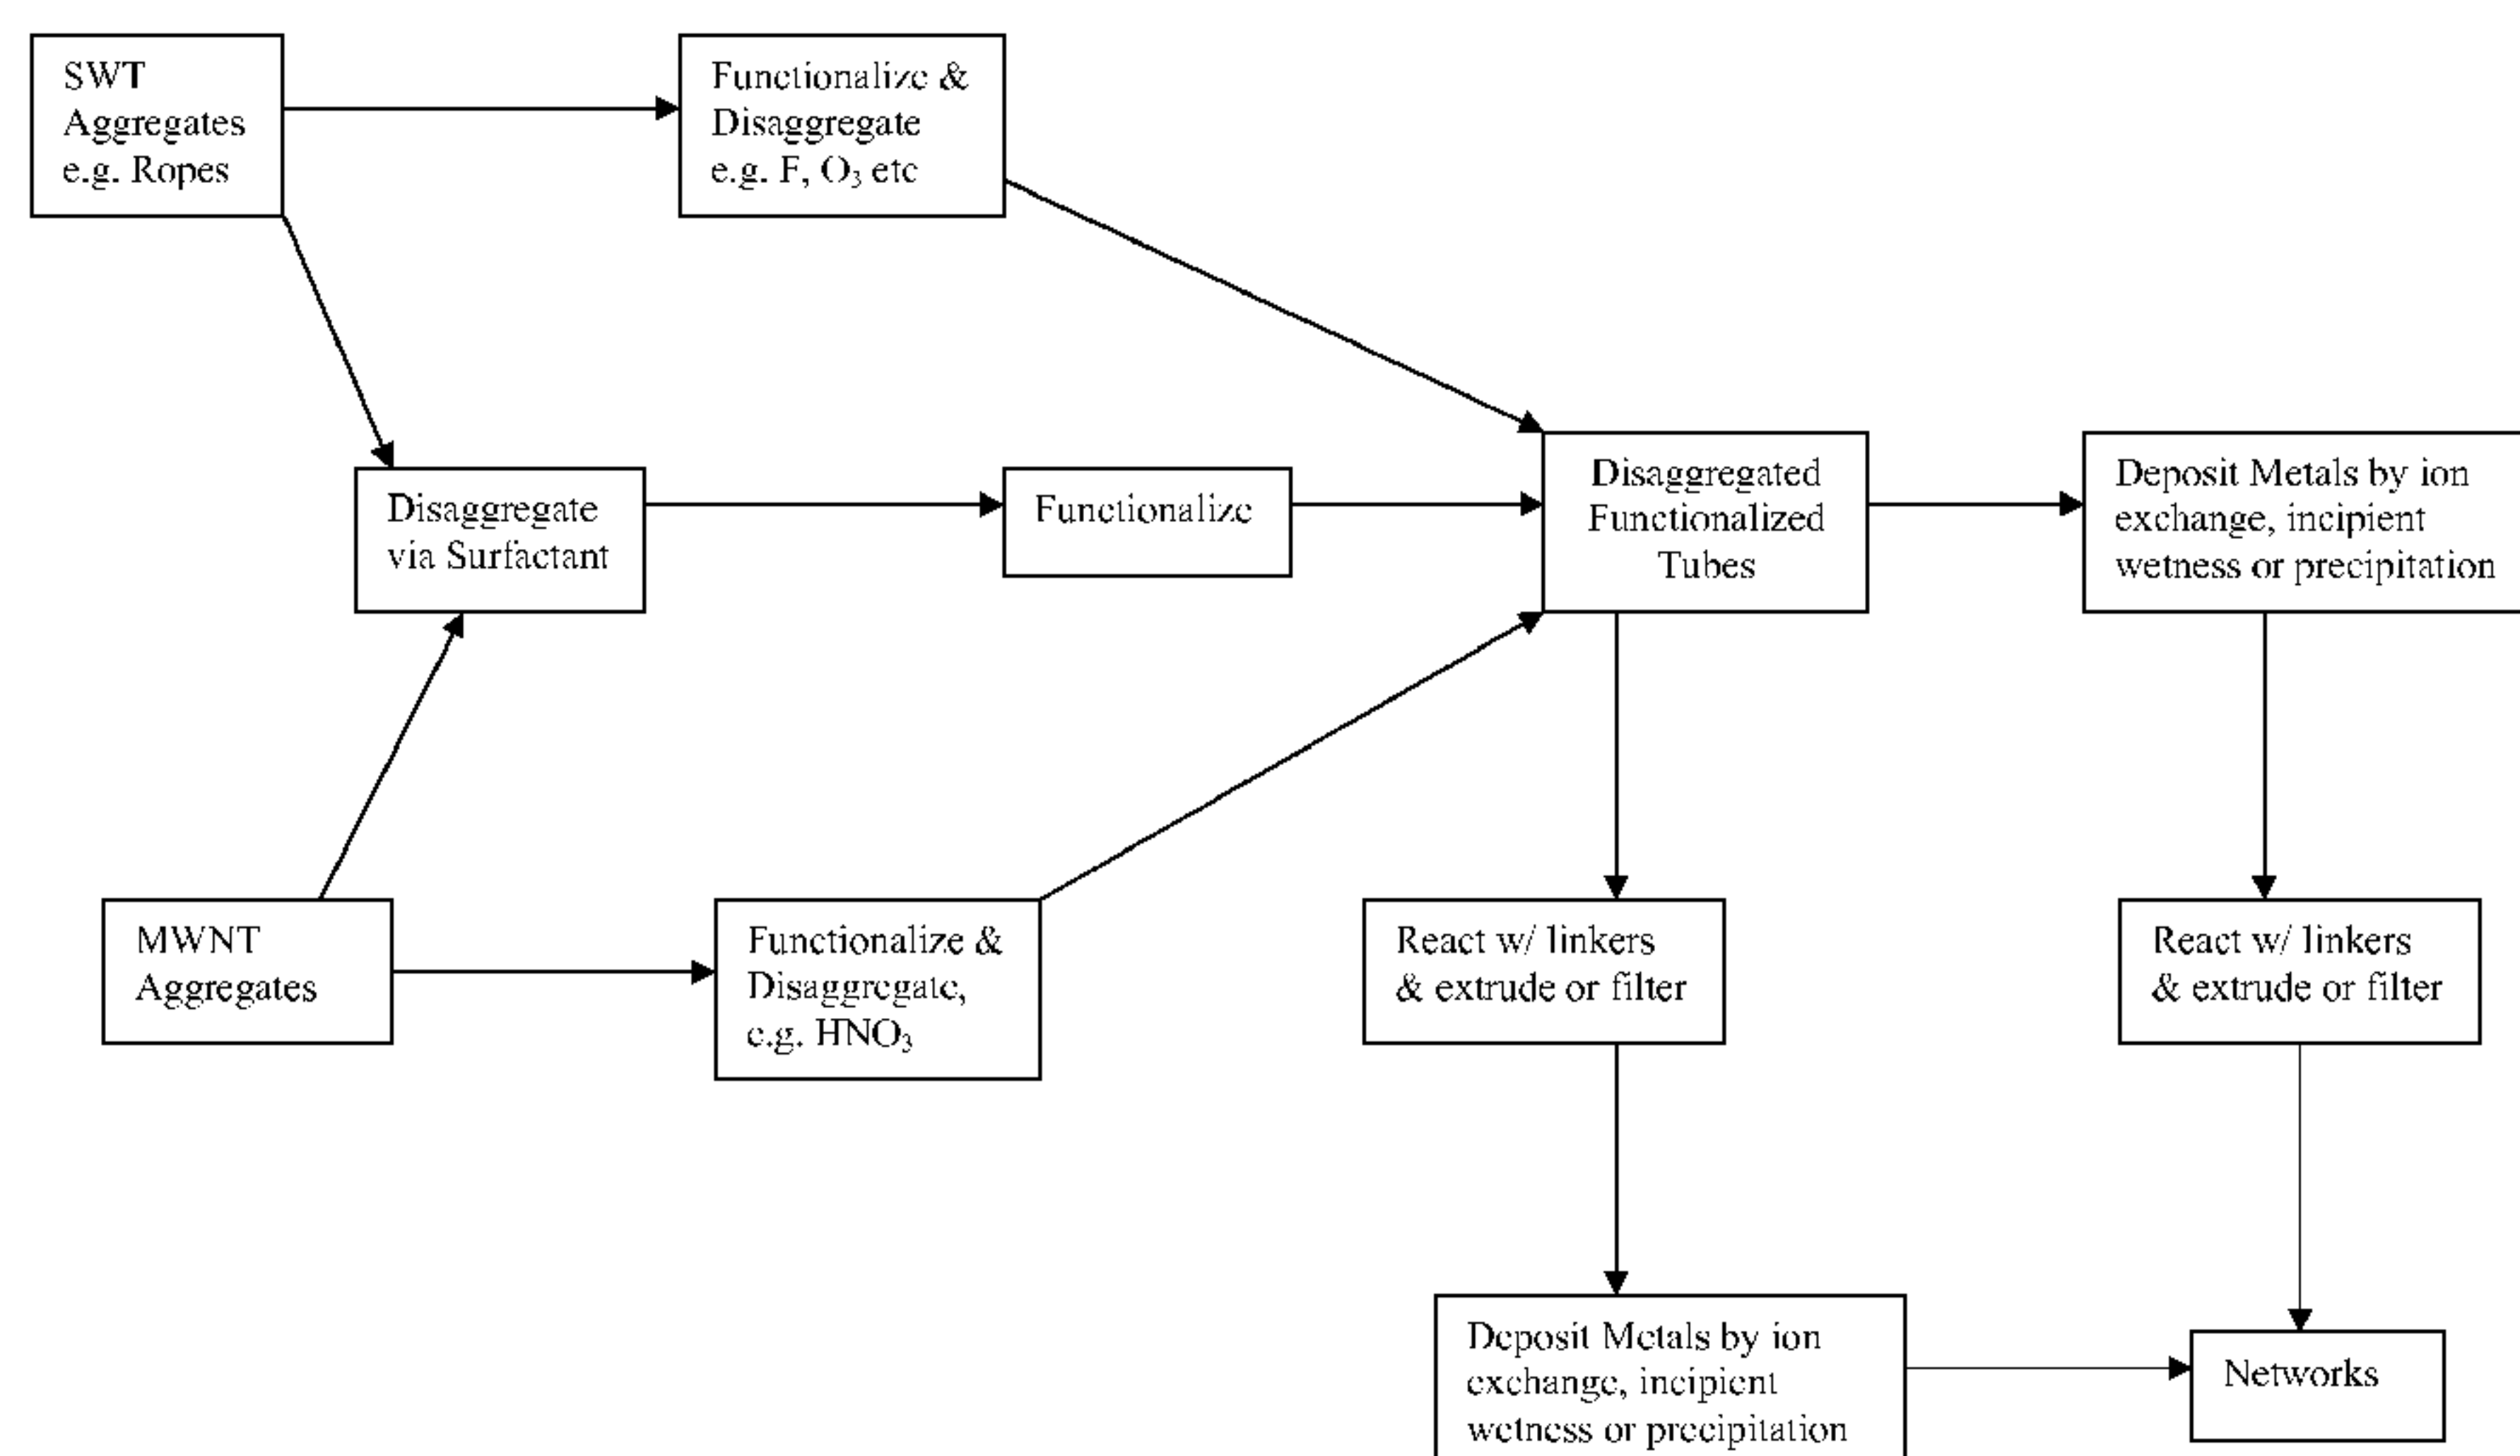 SWT
Aggregates
e.g. Ropes
Functionalize &
Disaggregate
e.g. F, O₃ etc
Disaggregate
via Surfactant
Functionalize
Disaggregated
Functionalized
Tubes
Deposit Metals by ion
exchange, incipient
wetness or precipitation
MWNT
Aggregates
Functionalize &
Disaggregate,
e.g. HNO₃
React w/ linkers
& extrude or filter
React w/ linkers
& extrude or filter
Deposit Metals by ion
exchange, incipient
wetness or precipitation
Networks